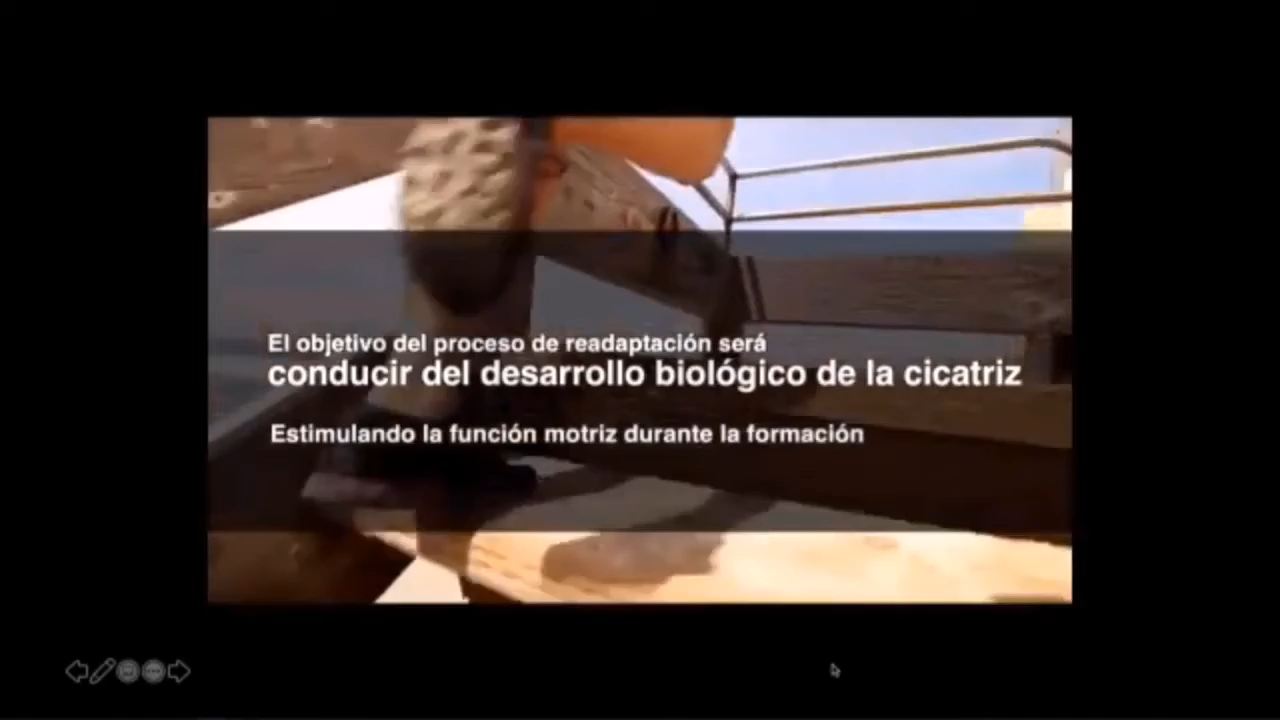 El objetivo del proceso de readaptación será
conducir del desarrollo biológico de la cicatriz
Estimulando la función motriz durante la formación